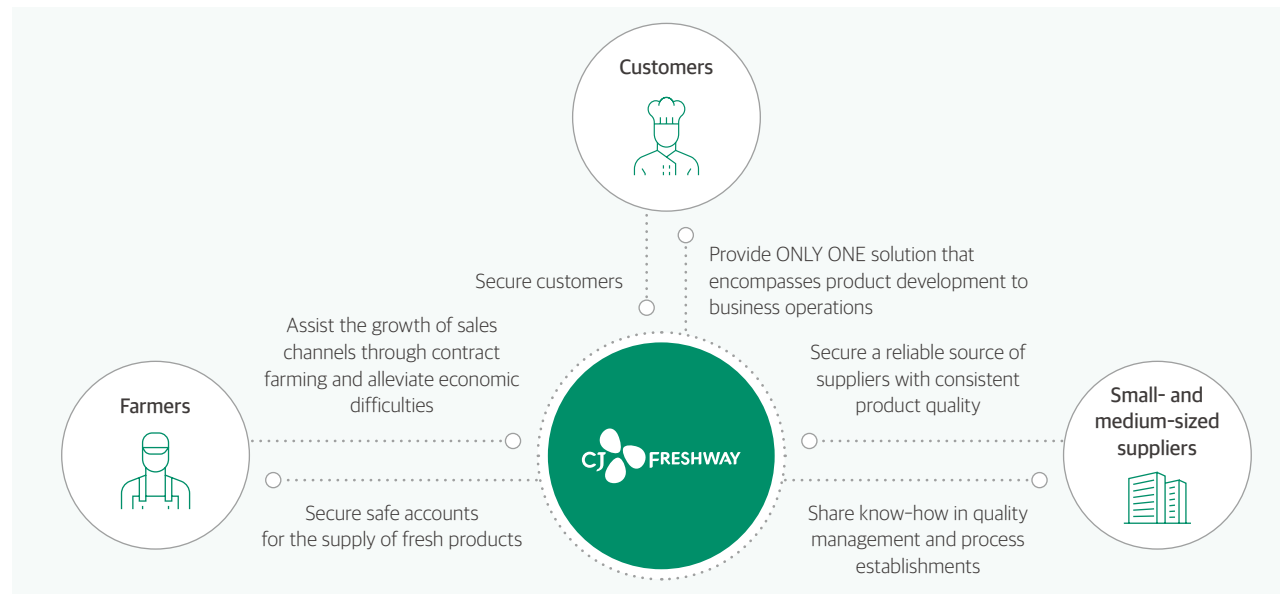 Customers
Secure customers
Provide ONLY ONE solution that
encompasses product development to
business operations
Assist the growth of sales
channels through contract
farming and alleviate economic
difficulties
Secure a reliable source of
suppliers with consistent
product quality
Farmers
CJ FRESHWAY
Small- and
medium-sized
suppliers
Secure safe accounts
for the supply of fresh products
Share know-how in quality
management and process
establishments